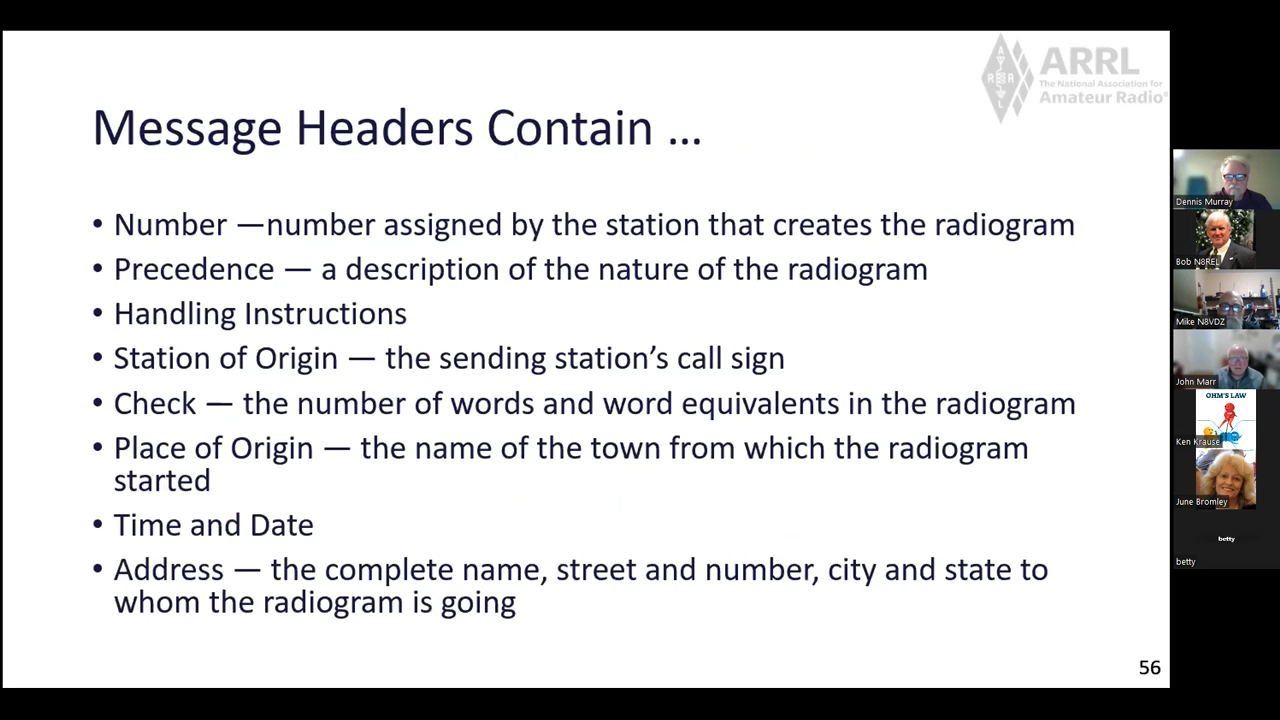 ARRL
The National Association for
Amateur Radio®
Message Headers Contain …
• Number —number assigned by the station that creates the radiogram
• Precedence — a description of the nature of the radiogram
• Handling Instructions
• Station of Origin — the sending station’s call sign
• Check — the number of words and word equivalents in the radiogram
• Place of Origin — the name of the town from which the radiogram
started
• Time and Date
• Address — the complete name, street and number, city and state to
whom the radiogram is going
56
Dennis Murray
Bob N8REL
Mike N8VDZ
John Marr
OHM'S LAW
Ken Krause
June Bromley
betty
betty